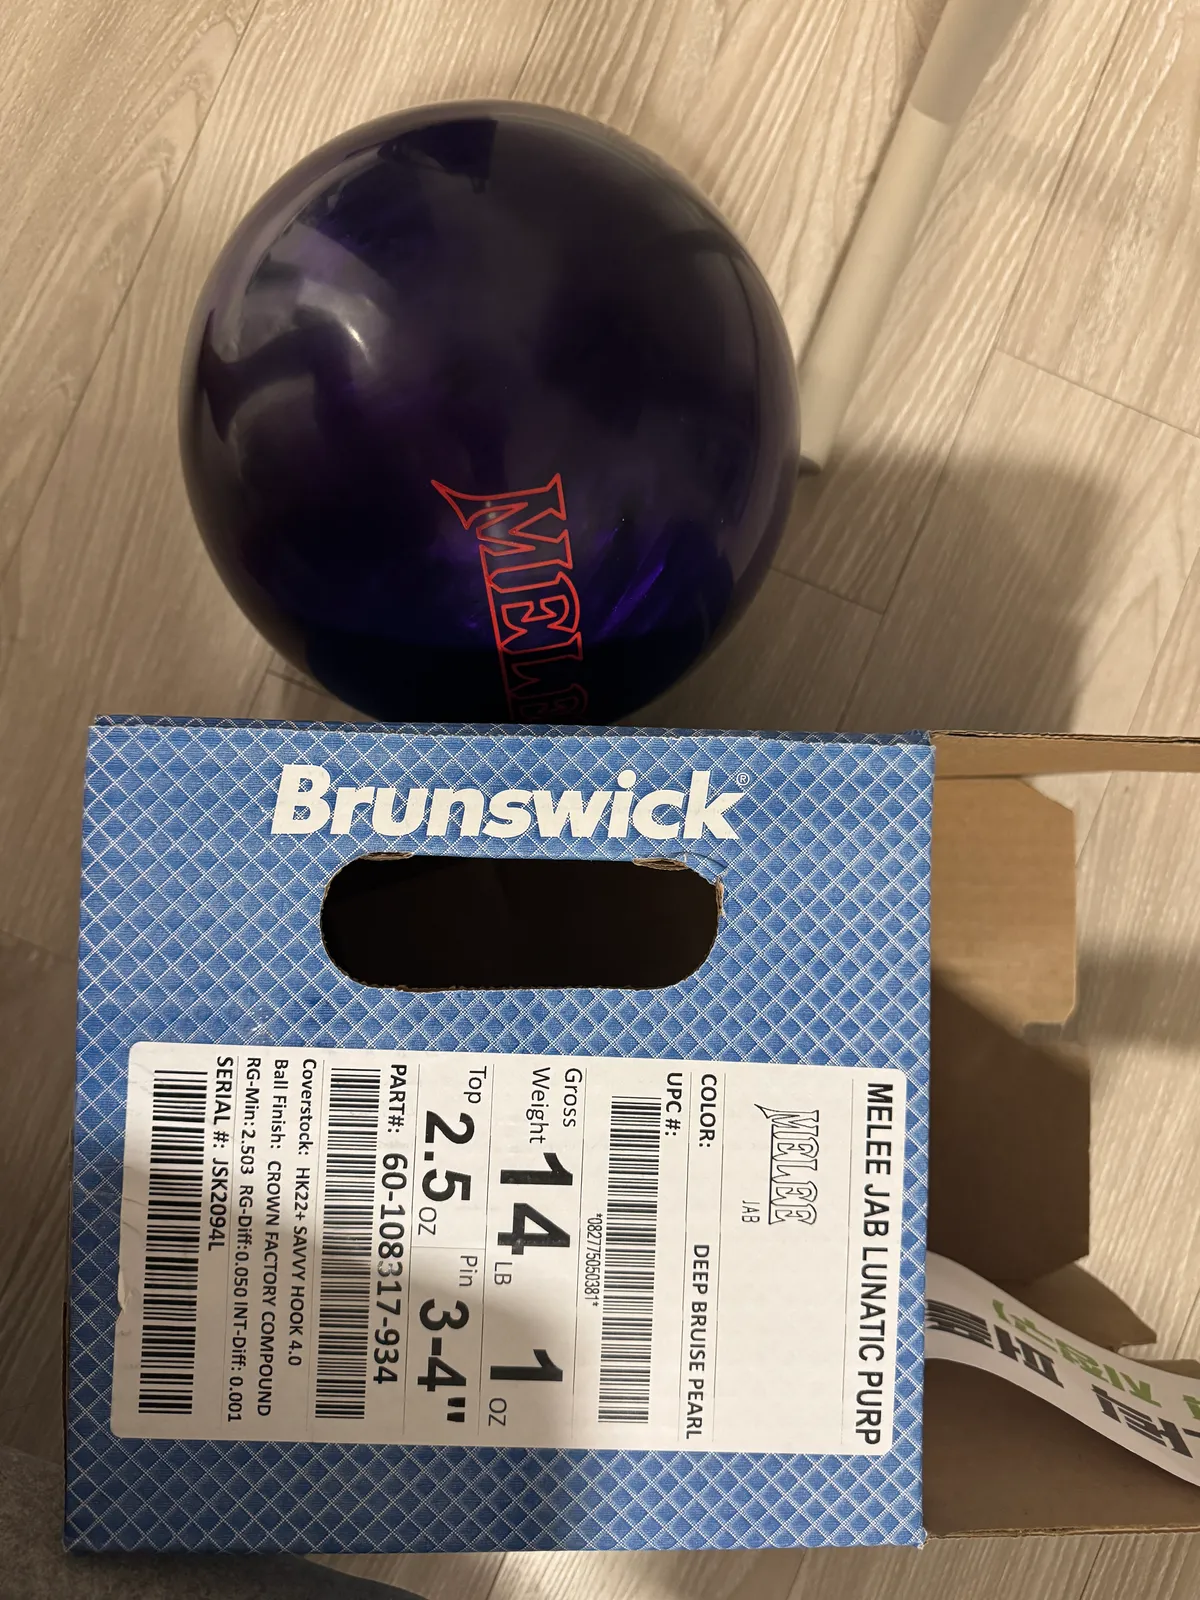 MELEE
Brunswick®
MELEE JAB LUNATIC PURP
MELEE
JAB
COLOR: DEEP BRUISE PEARL
UPC #:
*082775050381*
Gross Weight 14 LB 1 OZ
Top 2.5 OZ Pin 3-4"
PART#: 60-108317-934
Coverstock: HK22+ SAVVY HOOK 4.0
Ball Finish: CROWN FACTORY COMPOUND
RG-Min: 2.503 RG-Diff: 0.050 INT-Diff: 0.001
SERIAL #: JSK2094L